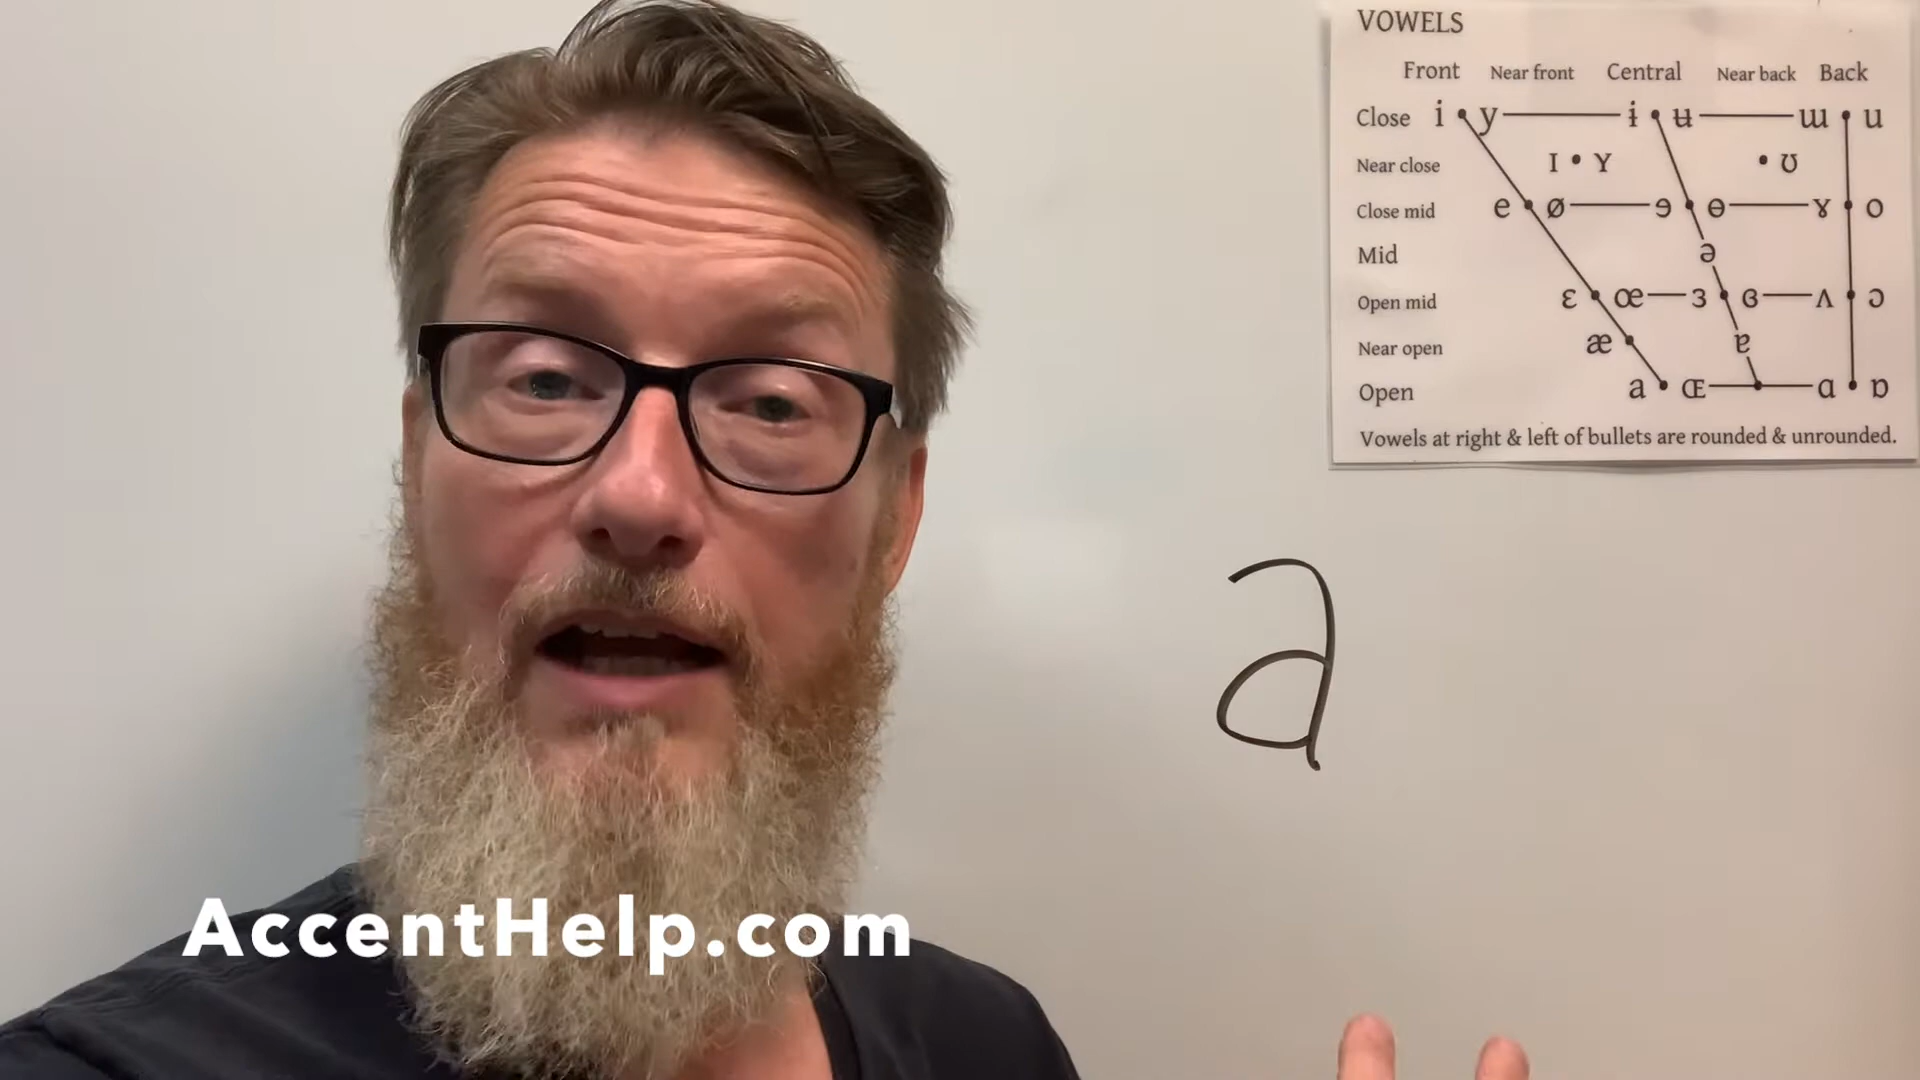 VOWELS
Front Near front Central Near back Back
Close i y ɨ ʉ ɯ u
Near close ɪ ʏ ʊ
Close mid e ø ɘ ɵ ɤ o
Mid ə
Open mid ɛ œ ɜ ɞ ʌ ɔ
Near open æ ɐ
Open a ɶ ɑ ɒ
Vowels at right & left of bullets are rounded & unrounded.
a
AccentHelp.com